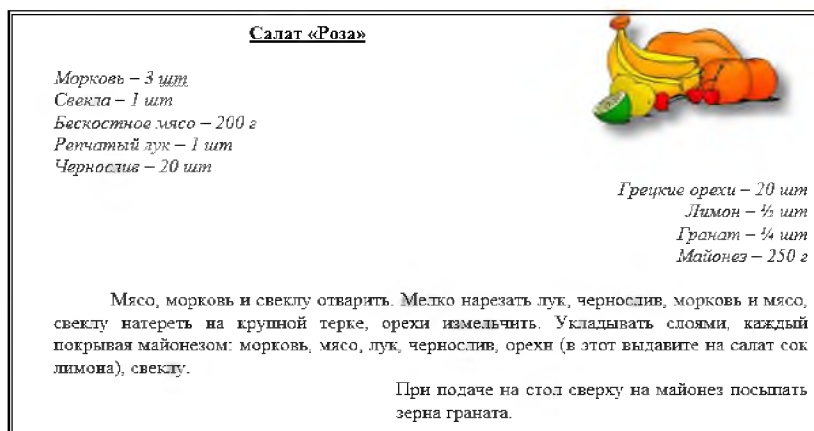 Салат «Роза»
Морковь – 3 шт
Свекла – 1 шт
Бескостное мясо – 200 г
Репчатый лук – 1 шт
Чернослив – 20 шт
Грецкие орехи – 20 шт
Лимон – ½ шт
Гранат – ¼ шт
Майонез – 250 г
Мясо, морковь и свеклу отварить. Мелко нарезать лук, чернослив, морковь и мясо,
свеклу натереть на крупной терке, орехи измельчить. Укладывать слоями, каждый
покрывая майонезом: морковь, мясо, лук, чернослив, орехи (в этот выдавите на салат сок
лимона), свеклу.
При подаче на стол сверху на майонез посыпать
зерна граната.